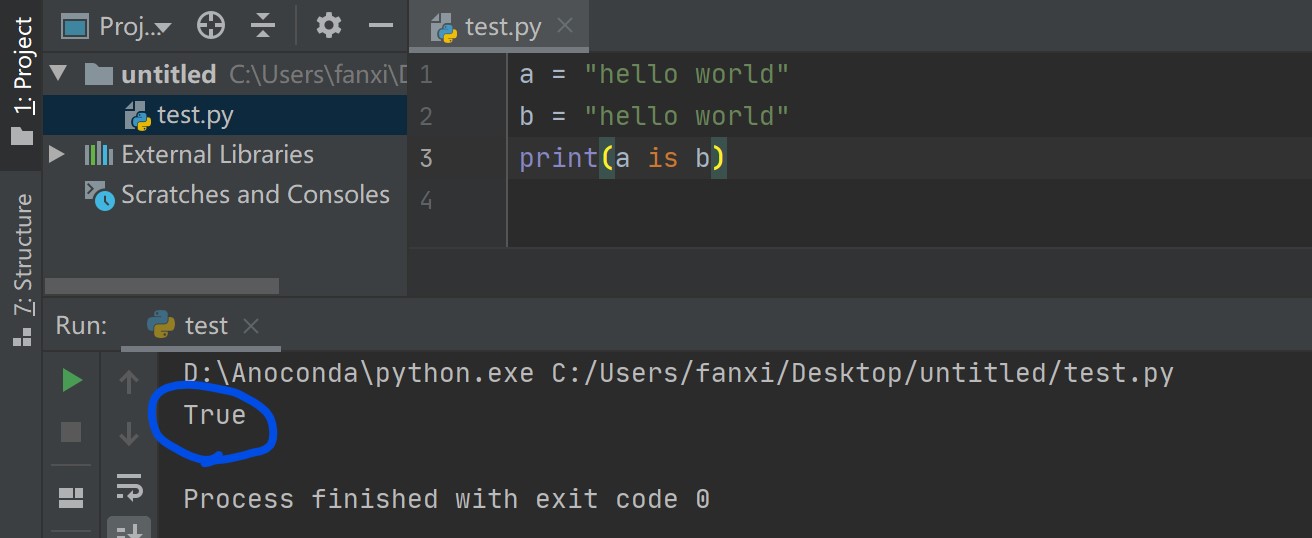 1: Project
7: Structure
Proj...
untitled C:\Users\fanxi\D
test.py
External Libraries
Scratches and Consoles
test.py
1 a = "hello world"
2 b = "hello world"
3 print(a is b)
4
Run: test
D:\Anoconda\python.exe C:/Users/fanxi/Desktop/untitled/test.py
True
Process finished with exit code 0